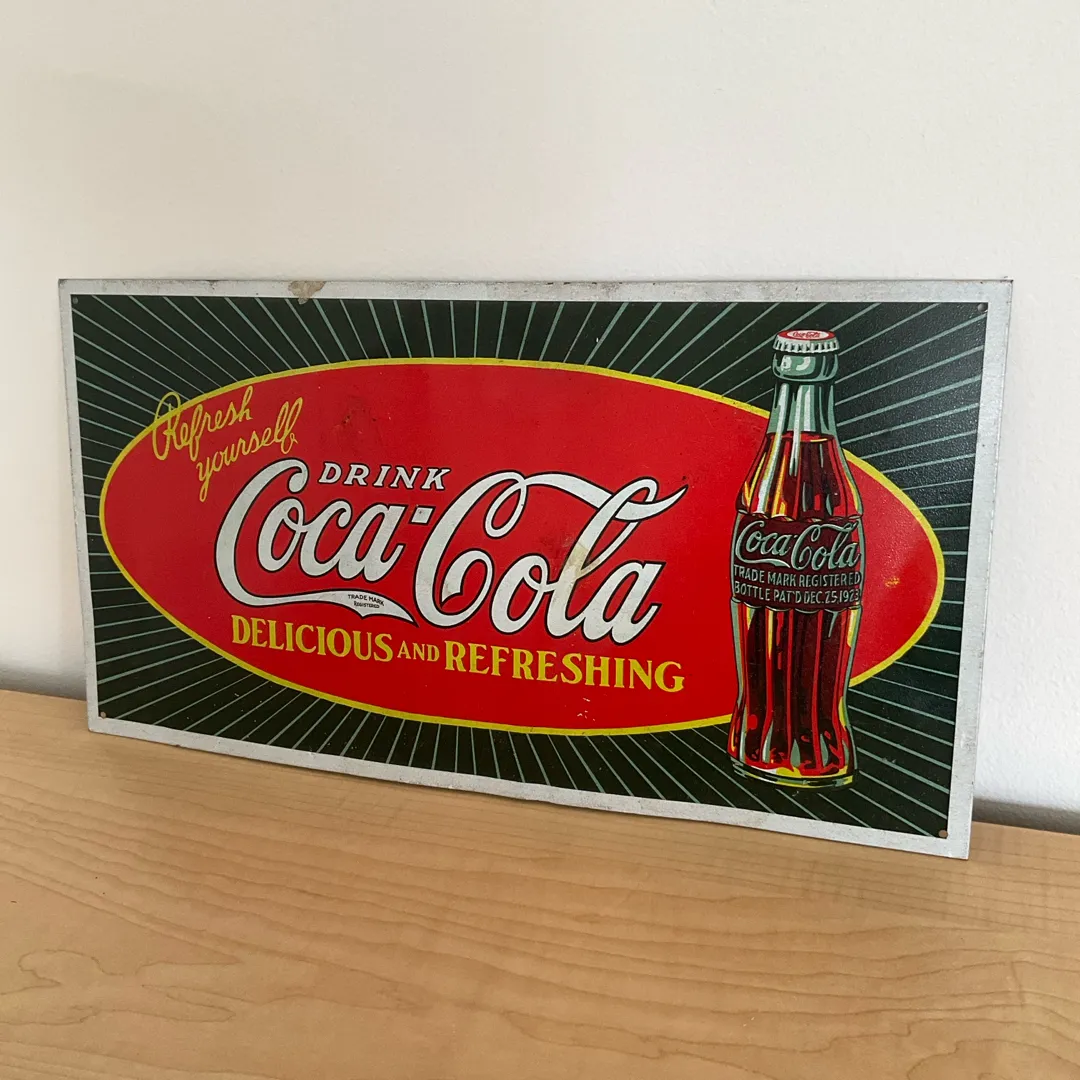 Refresh
yourself
DRINK
Coca-Cola
TRADE MARK
REGISTERED
DELICIOUS AND REFRESHING
Coca-Cola
Coca-Cola
TRADE MARK REGISTERED
BOTTLE PAT'D DEC. 25, 1923